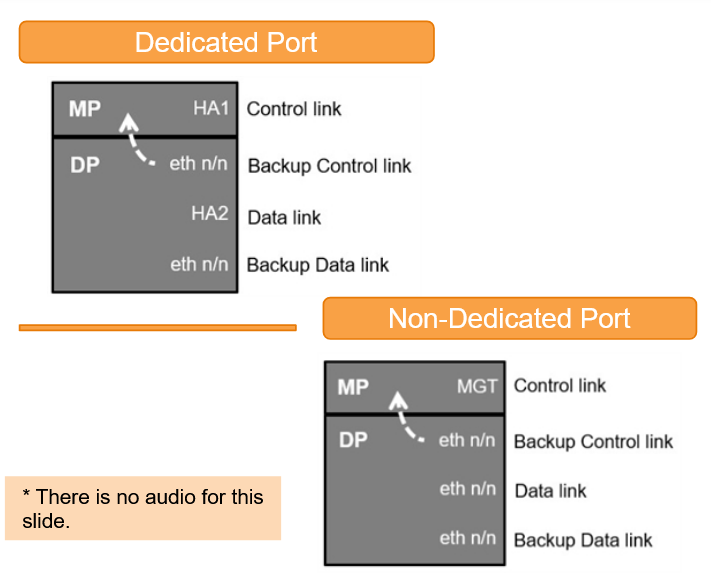 Dedicated Port
MP HA1 Control link
DP eth n/n Backup Control link
HA2 Data link
eth n/n Backup Data link
Non-Dedicated Port
MP MGT Control link
DP eth n/n Backup Control link
eth n/n Data link
eth n/n Backup Data link
* There is no audio for this
slide.